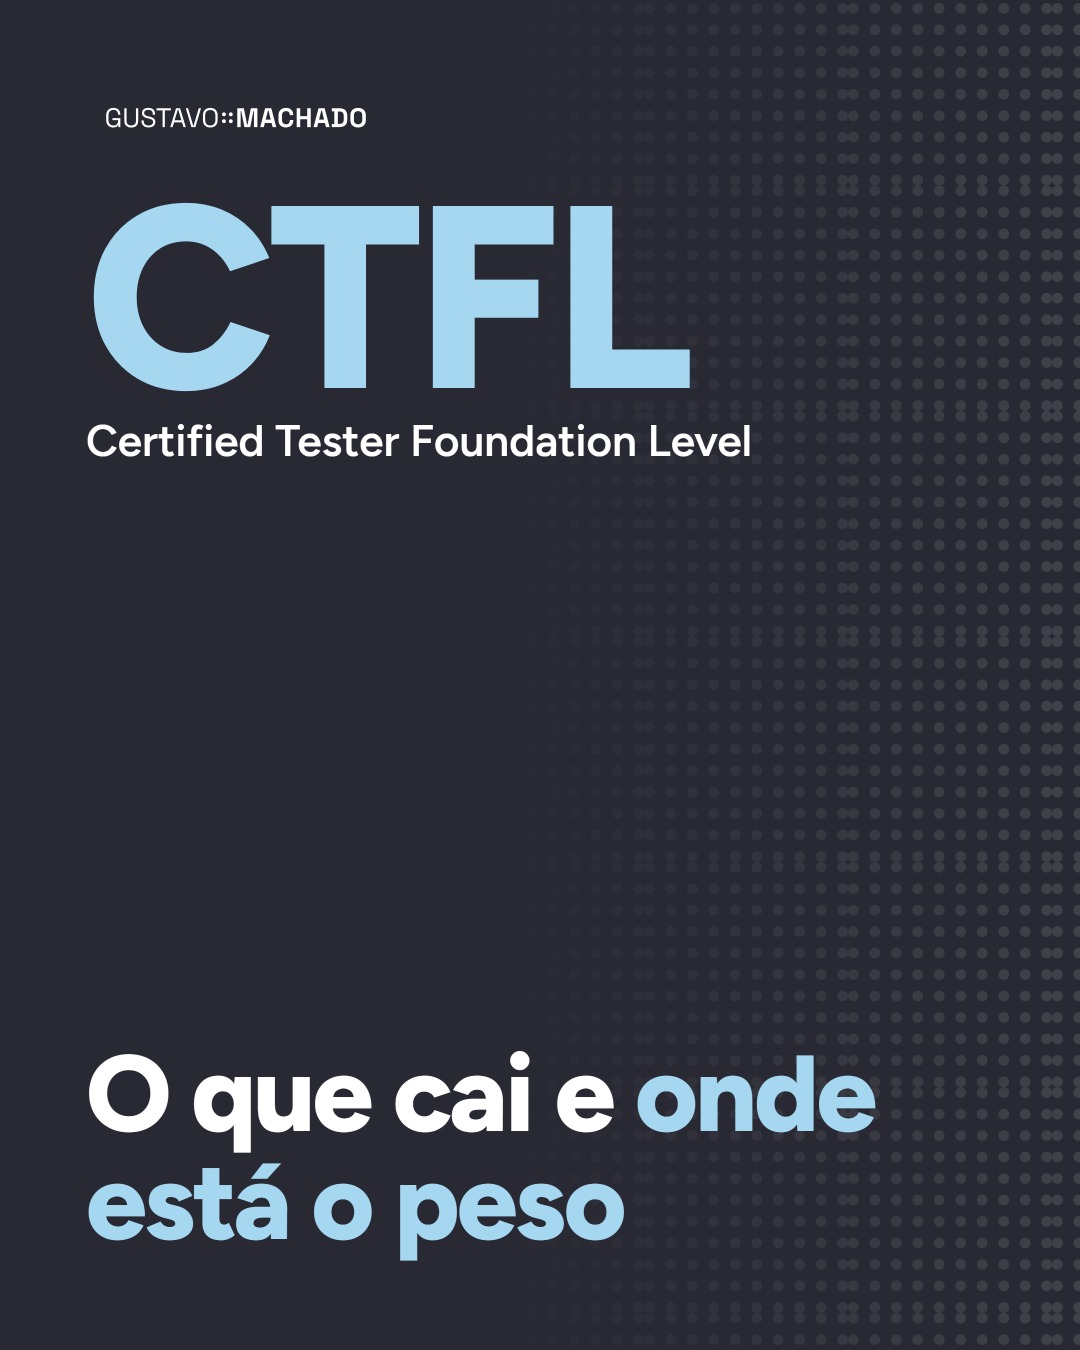 GUSTAVO::MACHADO
CTFL
Certified Tester Foundation Level
O que cai e onde
está o peso